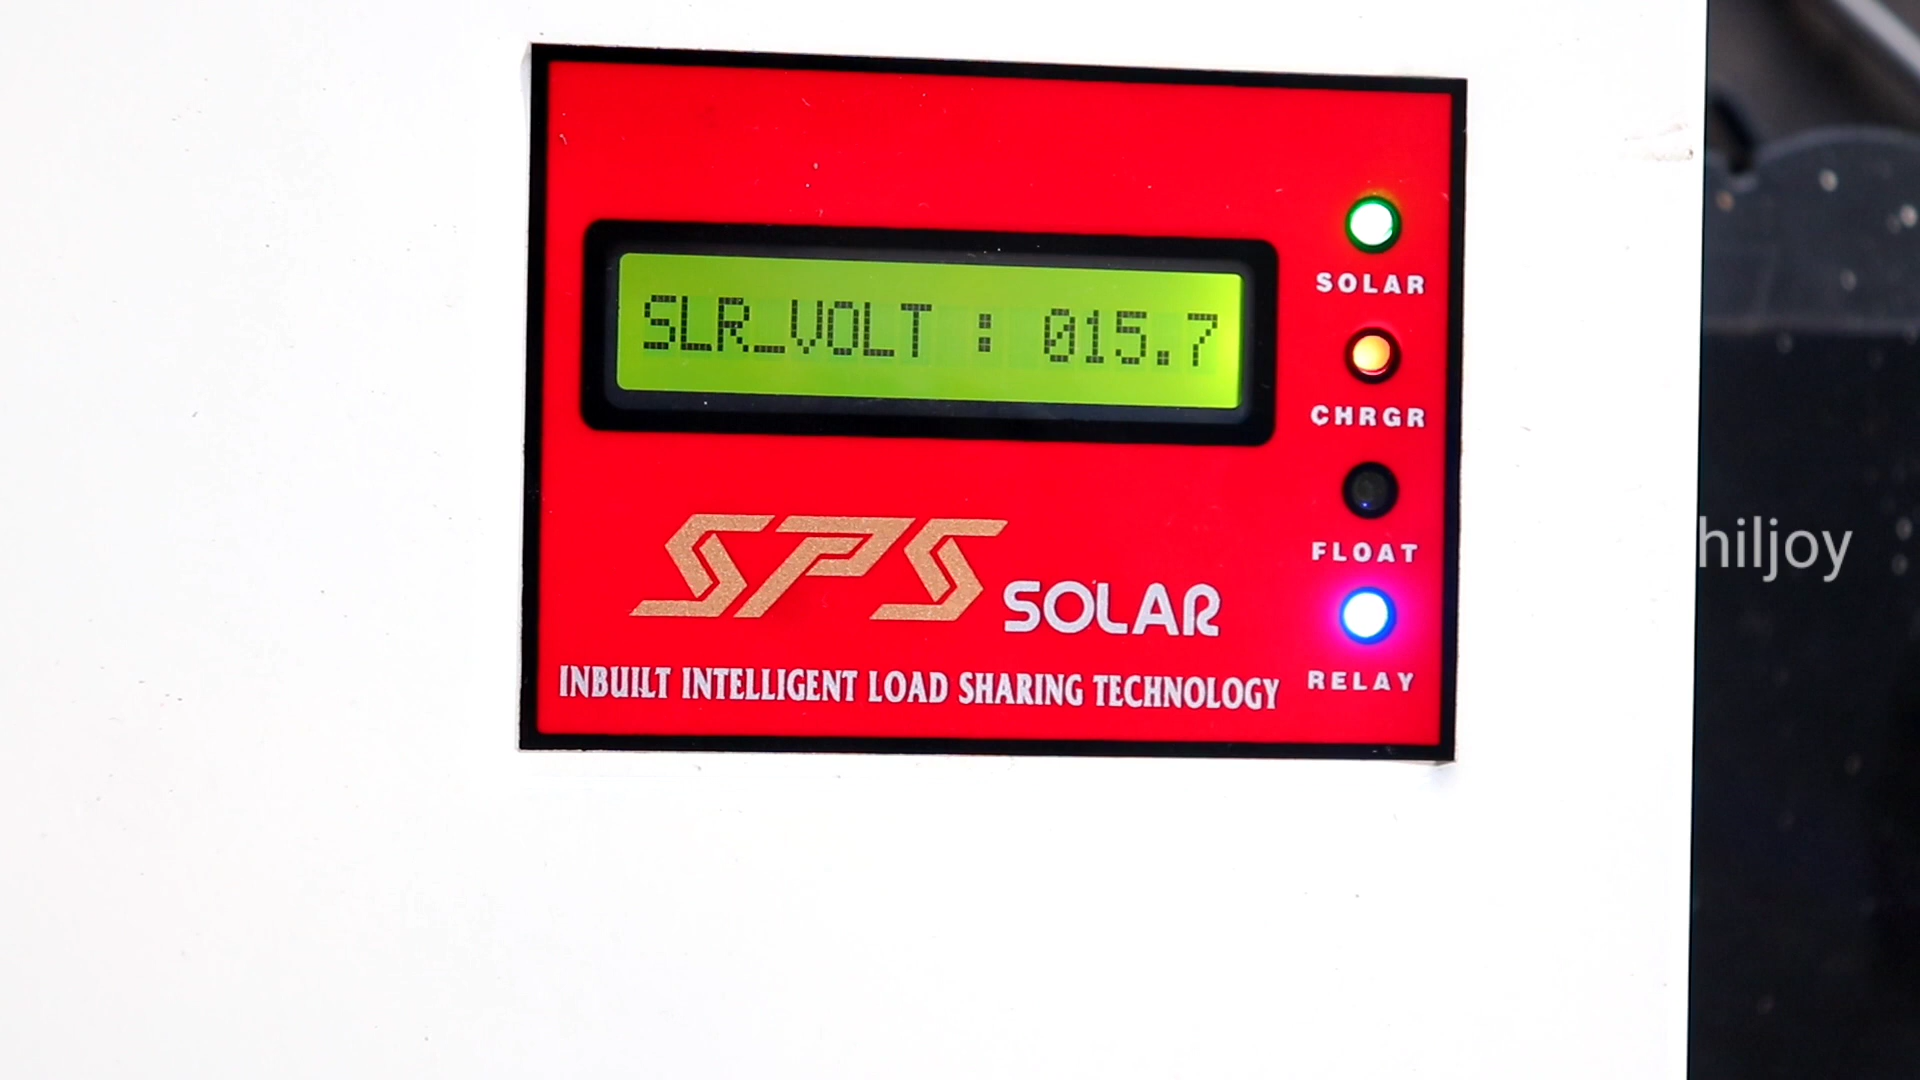 SLR_VOLT : 015.7
SOLAR
CHRGR
FLOAT
RELAY
SPS SOLAR
INBUILT INTELLIGENT LOAD SHARING TECHNOLOGY
hiljoy